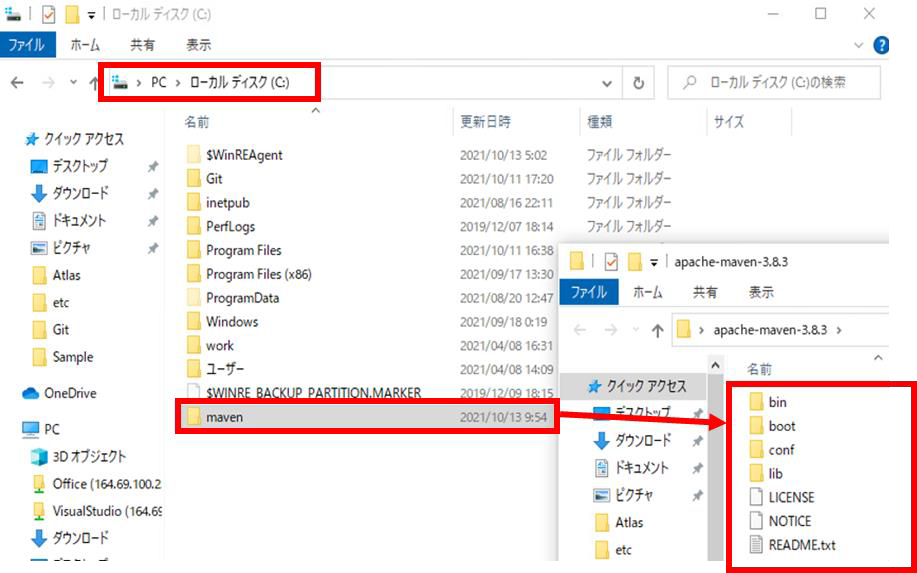 ローカル ディスク (C:)
ファイル ホーム 共有 表示
PC ローカル ディスク (C:)
ローカル ディスク (C:)の検索
名前 更新日時 種類 サイズ
クイック アクセス
デスクトップ
ダウンロード
ドキュメント
ピクチャ
Atlas
etc
Git
Sample
OneDrive
PC
3D オブジェクト
Office (164.69.100.2
VisualStudio (164.69
ダウンロード
$WinREAgent 2021/10/13 5:02 ファイル フォルダー
Git 2021/10/11 17:20 ファイル フォルダー
inetpub 2021/08/16 22:11 ファイル フォルダー
PerfLogs 2019/12/07 18:14 ファイル フォルダー
Program Files 2021/10/11 16:38
Program Files (x86) 2021/09/17 13:30
ProgramData 2021/08/20 12:47
Windows 2021/09/18 0:19
work 2021/04/08 16:31
ユーザー 2021/04/08 14:09
$WINRE_BACKUP_PARTITION.MARKER 2019/12/09 18:15
maven 2021/10/13 9:54
apache-maven-3.8.3
ファイル ホーム 共有 表示
apache-maven-3.8.3
クイック アクセス
デスクトップ
ダウンロード
ドキュメント
ピクチャ
Atlas
etc
名前
bin
boot
conf
lib
LICENSE
NOTICE
README.txt